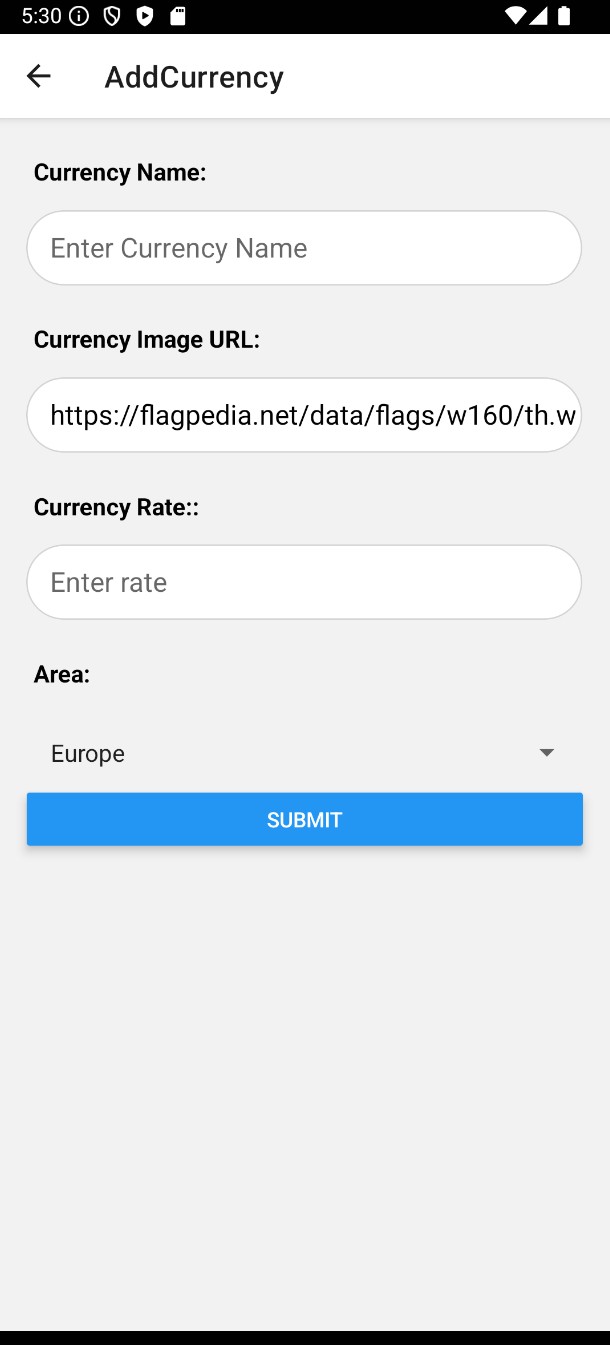 5:30
AddCurrency
Currency Name:
Enter Currency Name
Currency Image URL:
https://flagpedia.net/data/flags/w160/th.w
Currency Rate::
Enter rate
Area:
Europe
SUBMIT